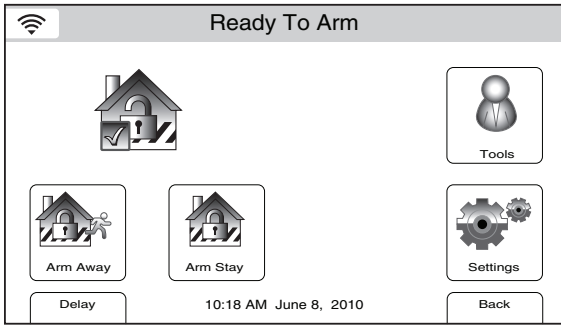 Ready To Arm
Tools
Arm Away
Arm Stay
Settings
Delay
10:18 AM June 8, 2010
Back